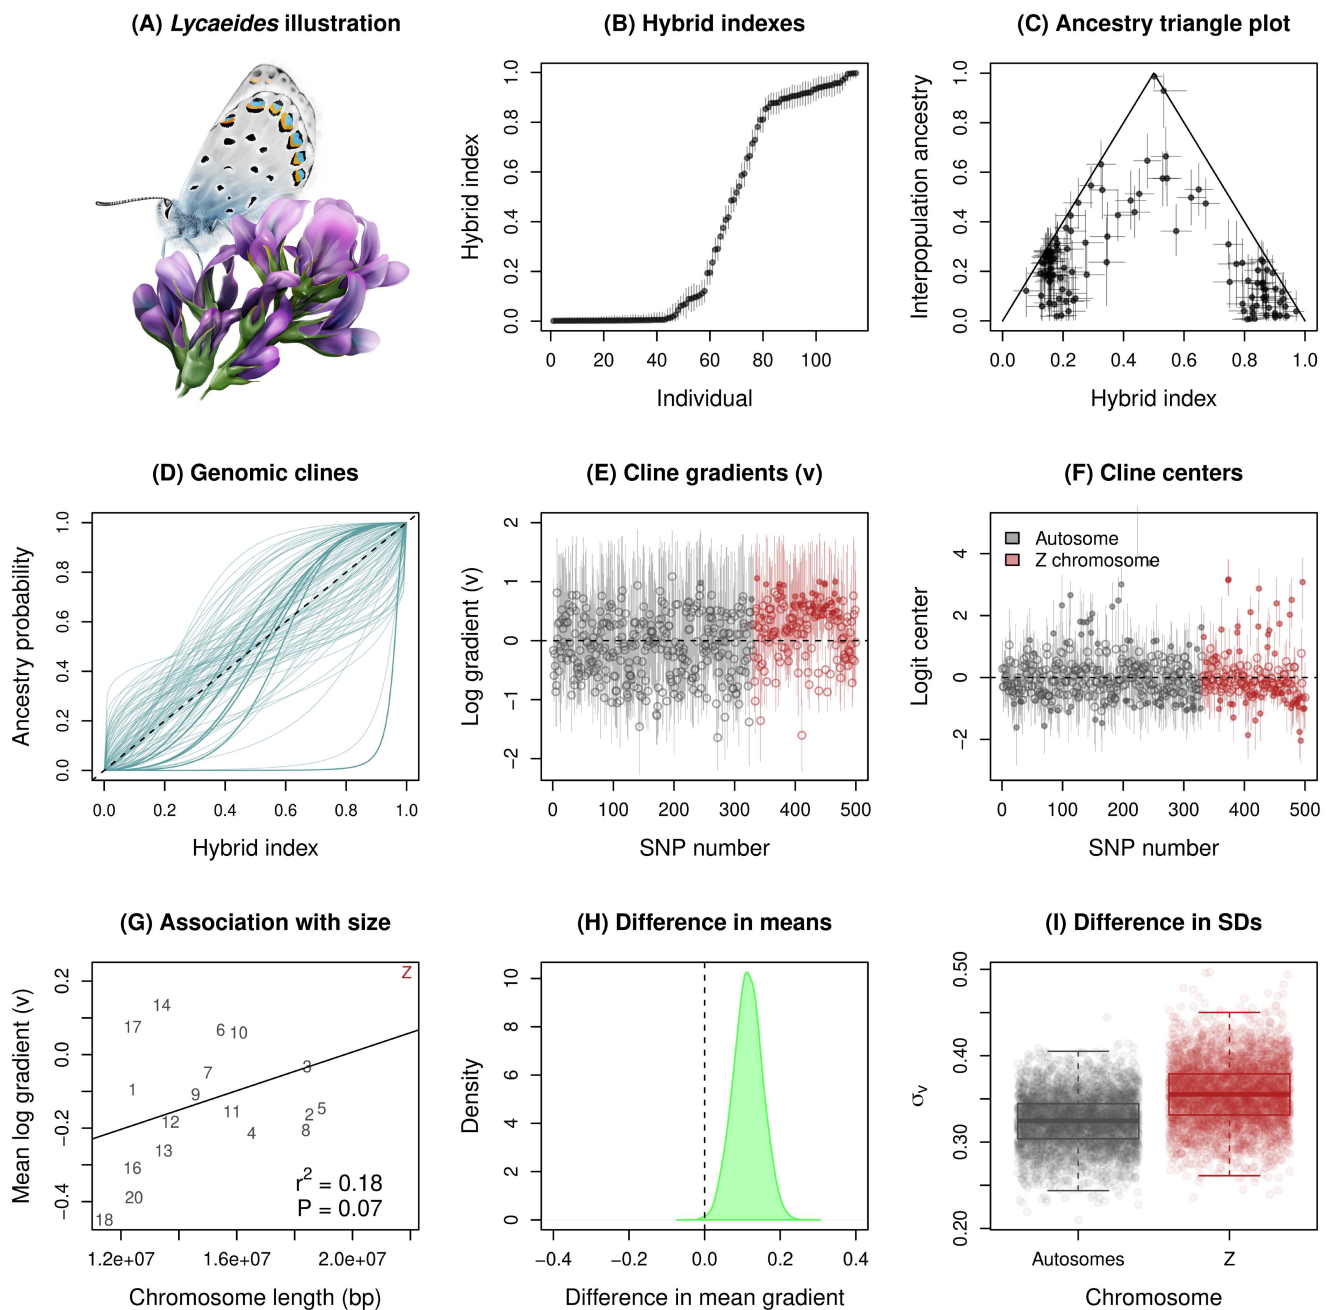 (A) Lycaeides illustration
(B) Hybrid indexes
Hybrid index
0.0 0.2 0.4 0.6 0.8 1.0
0 20 40 60 80 100
Individual
(C) Ancestry triangle plot
Interpopulation ancestry
0.0 0.2 0.4 0.6 0.8 1.0
0.0 0.2 0.4 0.6 0.8 1.0
Hybrid index
(D) Genomic clines
Ancestry probability
0.0 0.2 0.4 0.6 0.8 1.0
0.0 0.2 0.4 0.6 0.8 1.0
Hybrid index
(E) Cline gradients (v)
Log gradient (v)
−2 −1 0 1 2
0 100 200 300 400 500
SNP number
(F) Cline centers
Autosome
Z chromosome
Logit center
−2 0 2 4
0 100 200 300 400 500
SNP number
(G) Association with size
Mean log gradient (v)
−0.4 −0.2 0.0 0.2
Z
14
17
6 10
3
7
1
9
15
11
2
12
8
4
13
16
20
18
r² = 0.18
P = 0.07
1.2e+07 1.6e+07 2.0e+07
Chromosome length (bp)
(H) Difference in means
Density
0 2 4 6 8 10
−0.4 −0.2 0.0 0.2 0.4
Difference in mean gradient
(I) Difference in SDs
σv
0.20 0.30 0.40 0.50
Autosomes Z
Chromosome